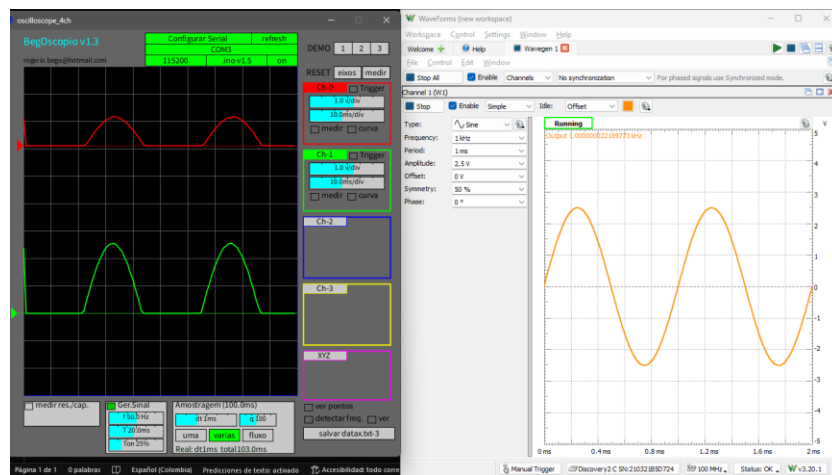 oscilloscope_4ch
BegOscopio v1.3
rogerio.bego@hotmail.com
Configurar Serial refresh
COM3
115200 .ino v1.5 on
DEMO 1 2 3
RESET eixos medir
Ch-0 Trigger
1.0 v/div
10.0ms/div
medir curva
Ch-1 Trigger
1.0 v/div
10.0ms/div
medir curva
Ch-2
Ch-3
XYZ
medir res./cap.
Ger.Sinal
f 50.0 Hz
T 20.0ms
Ton 25%
Amostragem (100.0ms)
dt 1ms q 100
uma varias fluxo
Real: dt1ms total103.0ms
ver pontos
detectar freq. ver
salvar datax.txt-3
Página 1 de 1 0 palabras Español (Colombia) Predicciones de texto: activado Accesibilidad: todo corre
WaveForms (new workspace)
Workspace Control Settings Window Help
Welcome Help Wavegen 1
File Control Edit Window
Stop All Enable Channels No synchronization For phased signals use Synchronized mode.
Channel 1 (W1)
Stop Enable Simple Idle: Offset
Type: Sine
Frequency: 1 kHz
Period: 1 ms
Amplitude: 2.5 V
Offset: 0 V
Symmetry: 50 %
Phase: 0 °
Running
V
5
3
2
1
0
-1
-2
-3
-4
-5
0 ms 0.4 ms 0.8 ms 1.2 ms 1.6 ms 2 ms
Manual Trigger Discovery2 C SN:210321B5D724 100 MHz Status: OK v3.20.1